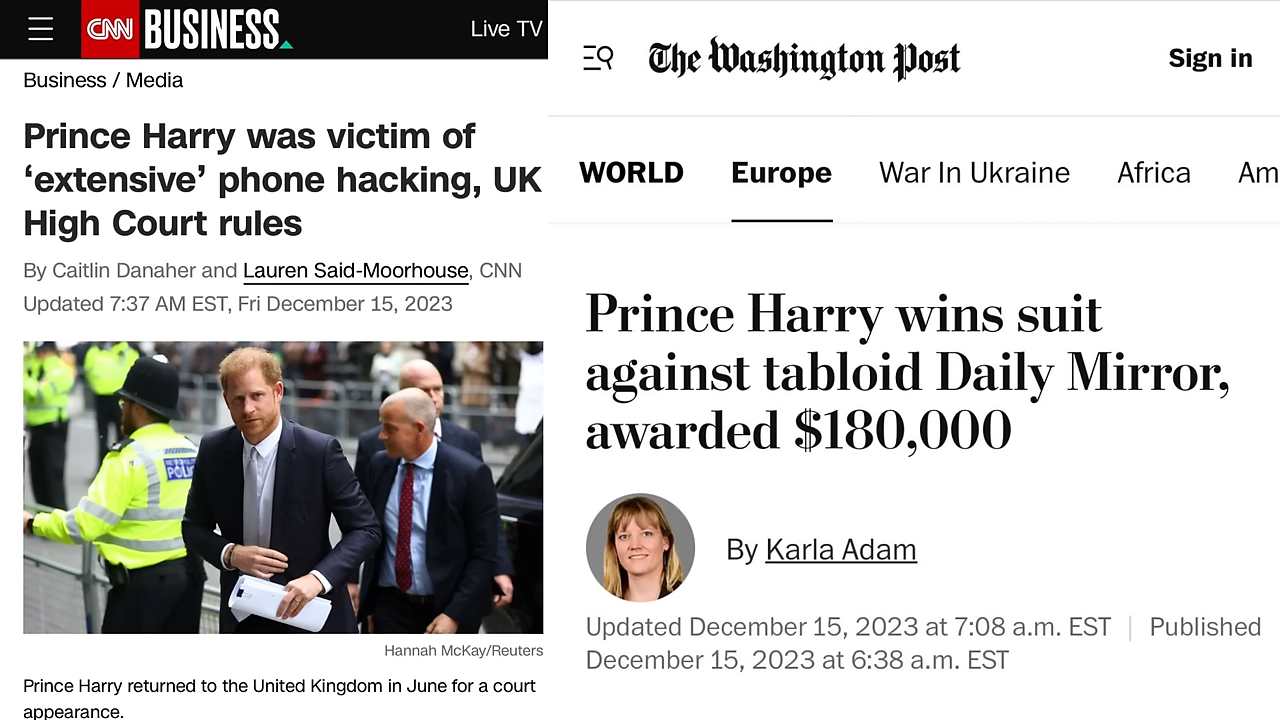 CNN BUSINESS
Live TV
Business / Media
Prince Harry was victim of
‘extensive’ phone hacking, UK
High Court rules
By Caitlin Danaher and Lauren Said-Moorhouse, CNN
Updated 7:37 AM EST, Fri December 15, 2023
POLICE
Hannah McKay/Reuters
Prince Harry returned to the United Kingdom in June for a court
appearance.
The Washington Post
Sign in
WORLD
Europe
War In Ukraine
Africa
Am
Prince Harry wins suit
against tabloid Daily Mirror,
awarded $180,000
By Karla Adam
Updated December 15, 2023 at 7:08 a.m. EST | Published
December 15, 2023 at 6:38 a.m. EST